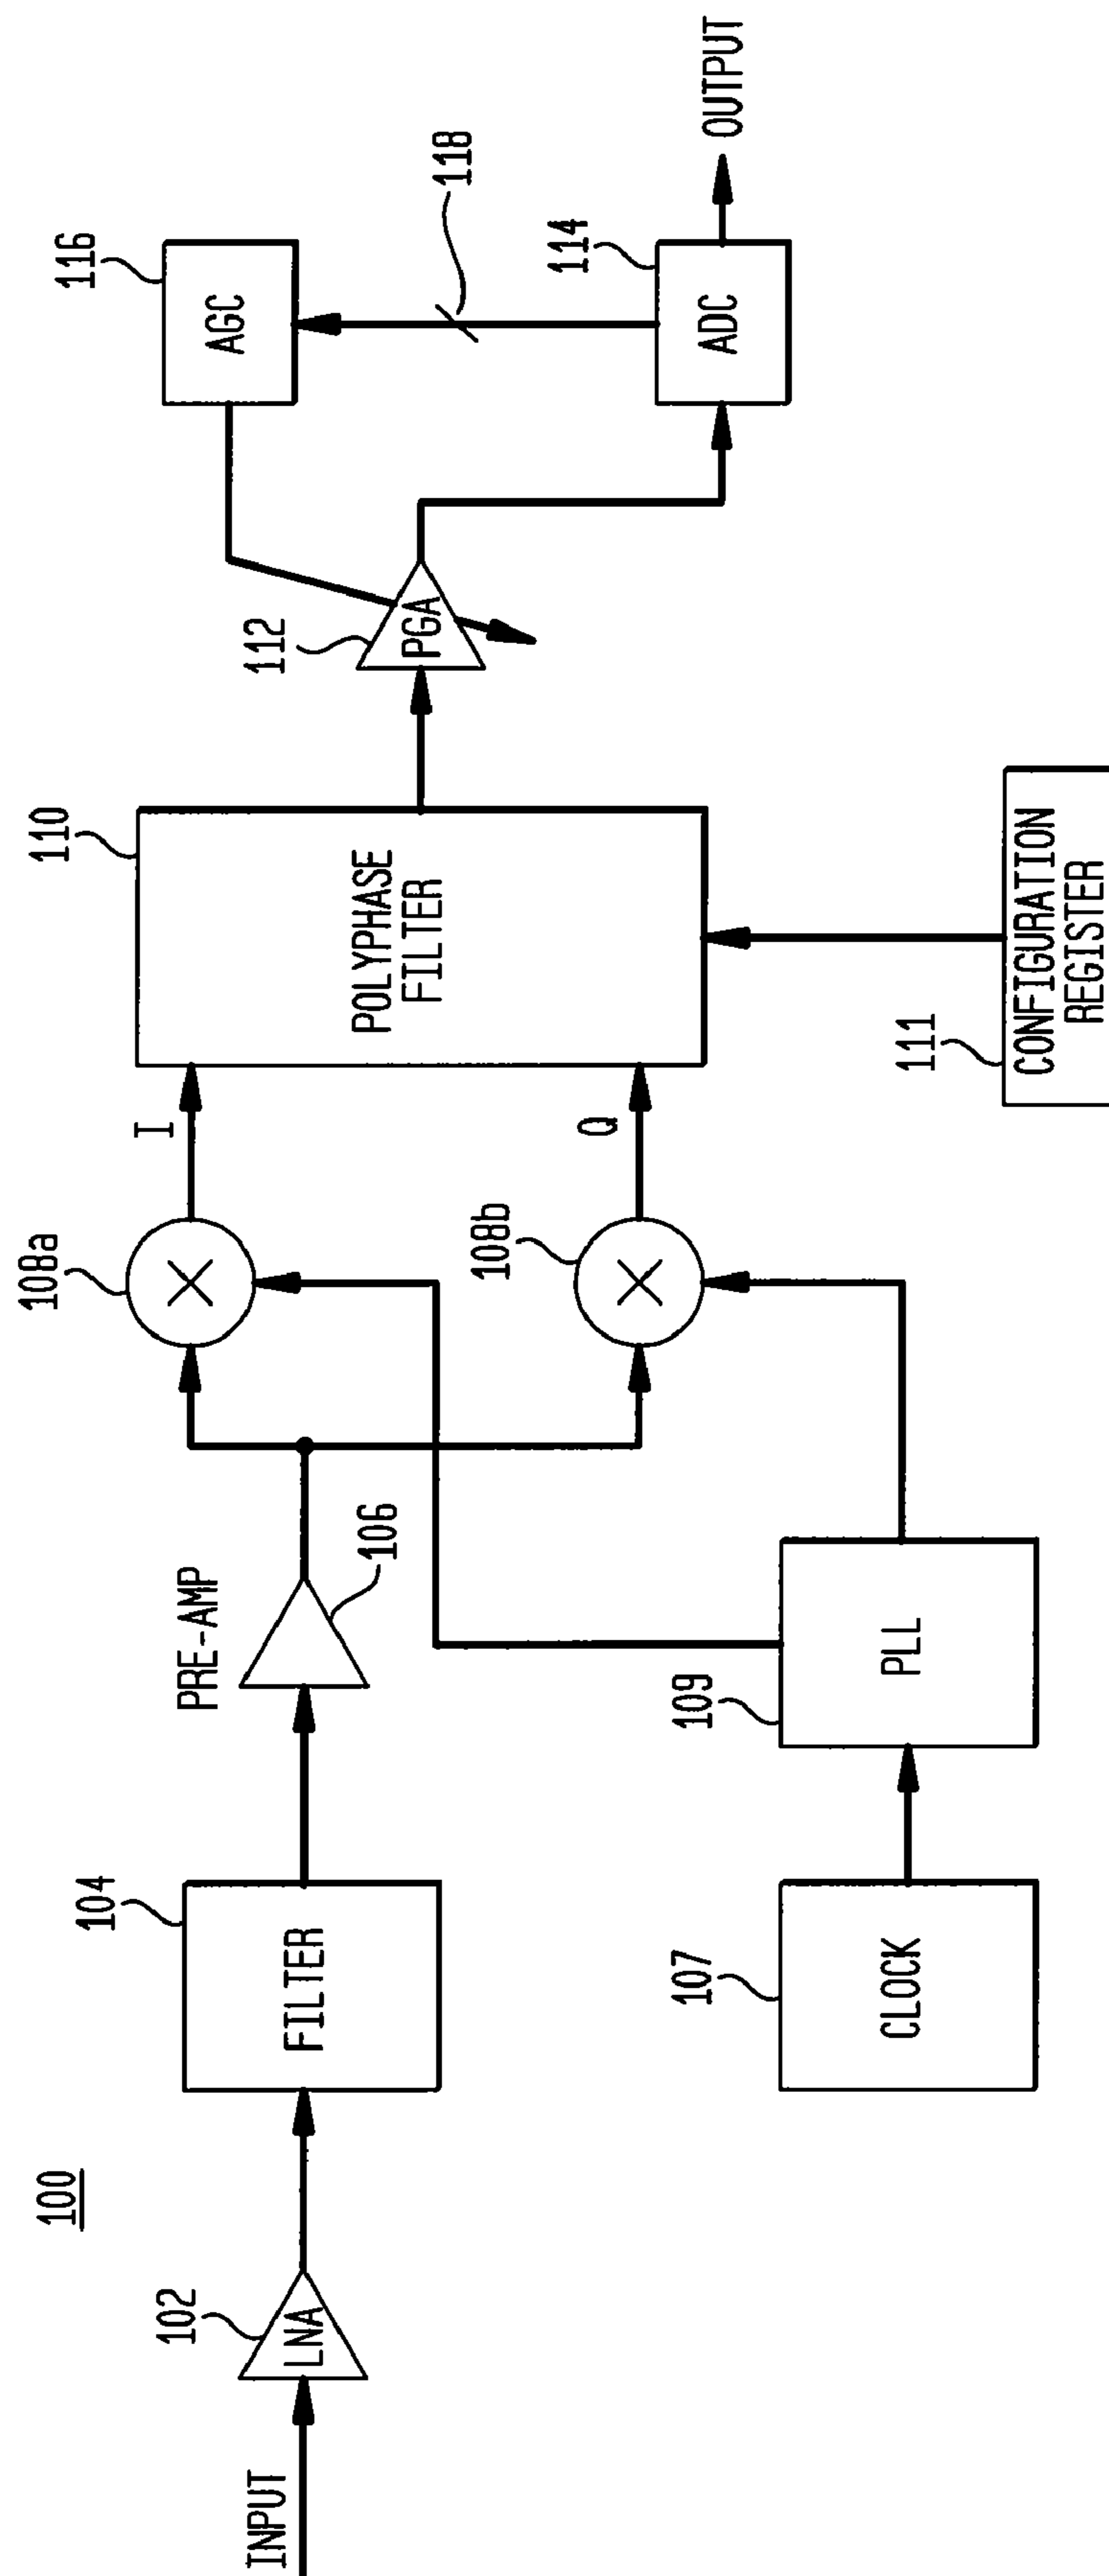 100
INPUT
102
LNA
104
FILTER
PRE-AMP
106
107
CLOCK
109
PLL
108a
108b
I
Q
110
POLYPHASE
FILTER
111
CONFIGURATION
REGISTER
112
PGA
116
AGC
118
114
ADC
OUTPUT